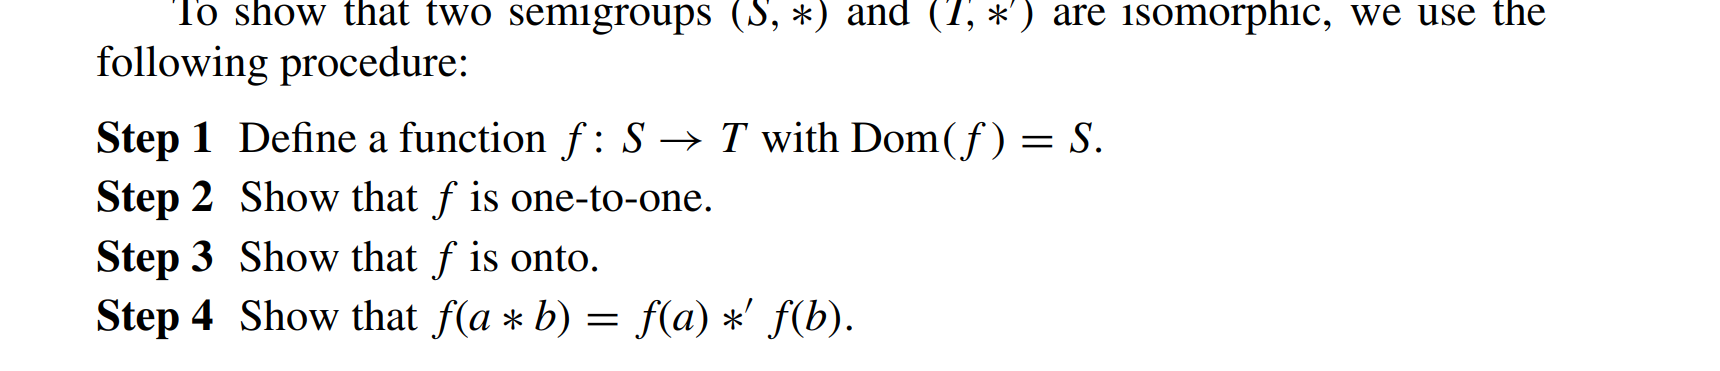 To show that two semigroups (S, ∗) and (T, ∗′) are isomorphic, we use the
following procedure:
Step 1 Define a function f : S → T with Dom(f) = S.
Step 2 Show that f is one-to-one.
Step 3 Show that f is onto.
Step 4 Show that f(a ∗ b) = f(a) ∗′ f(b).